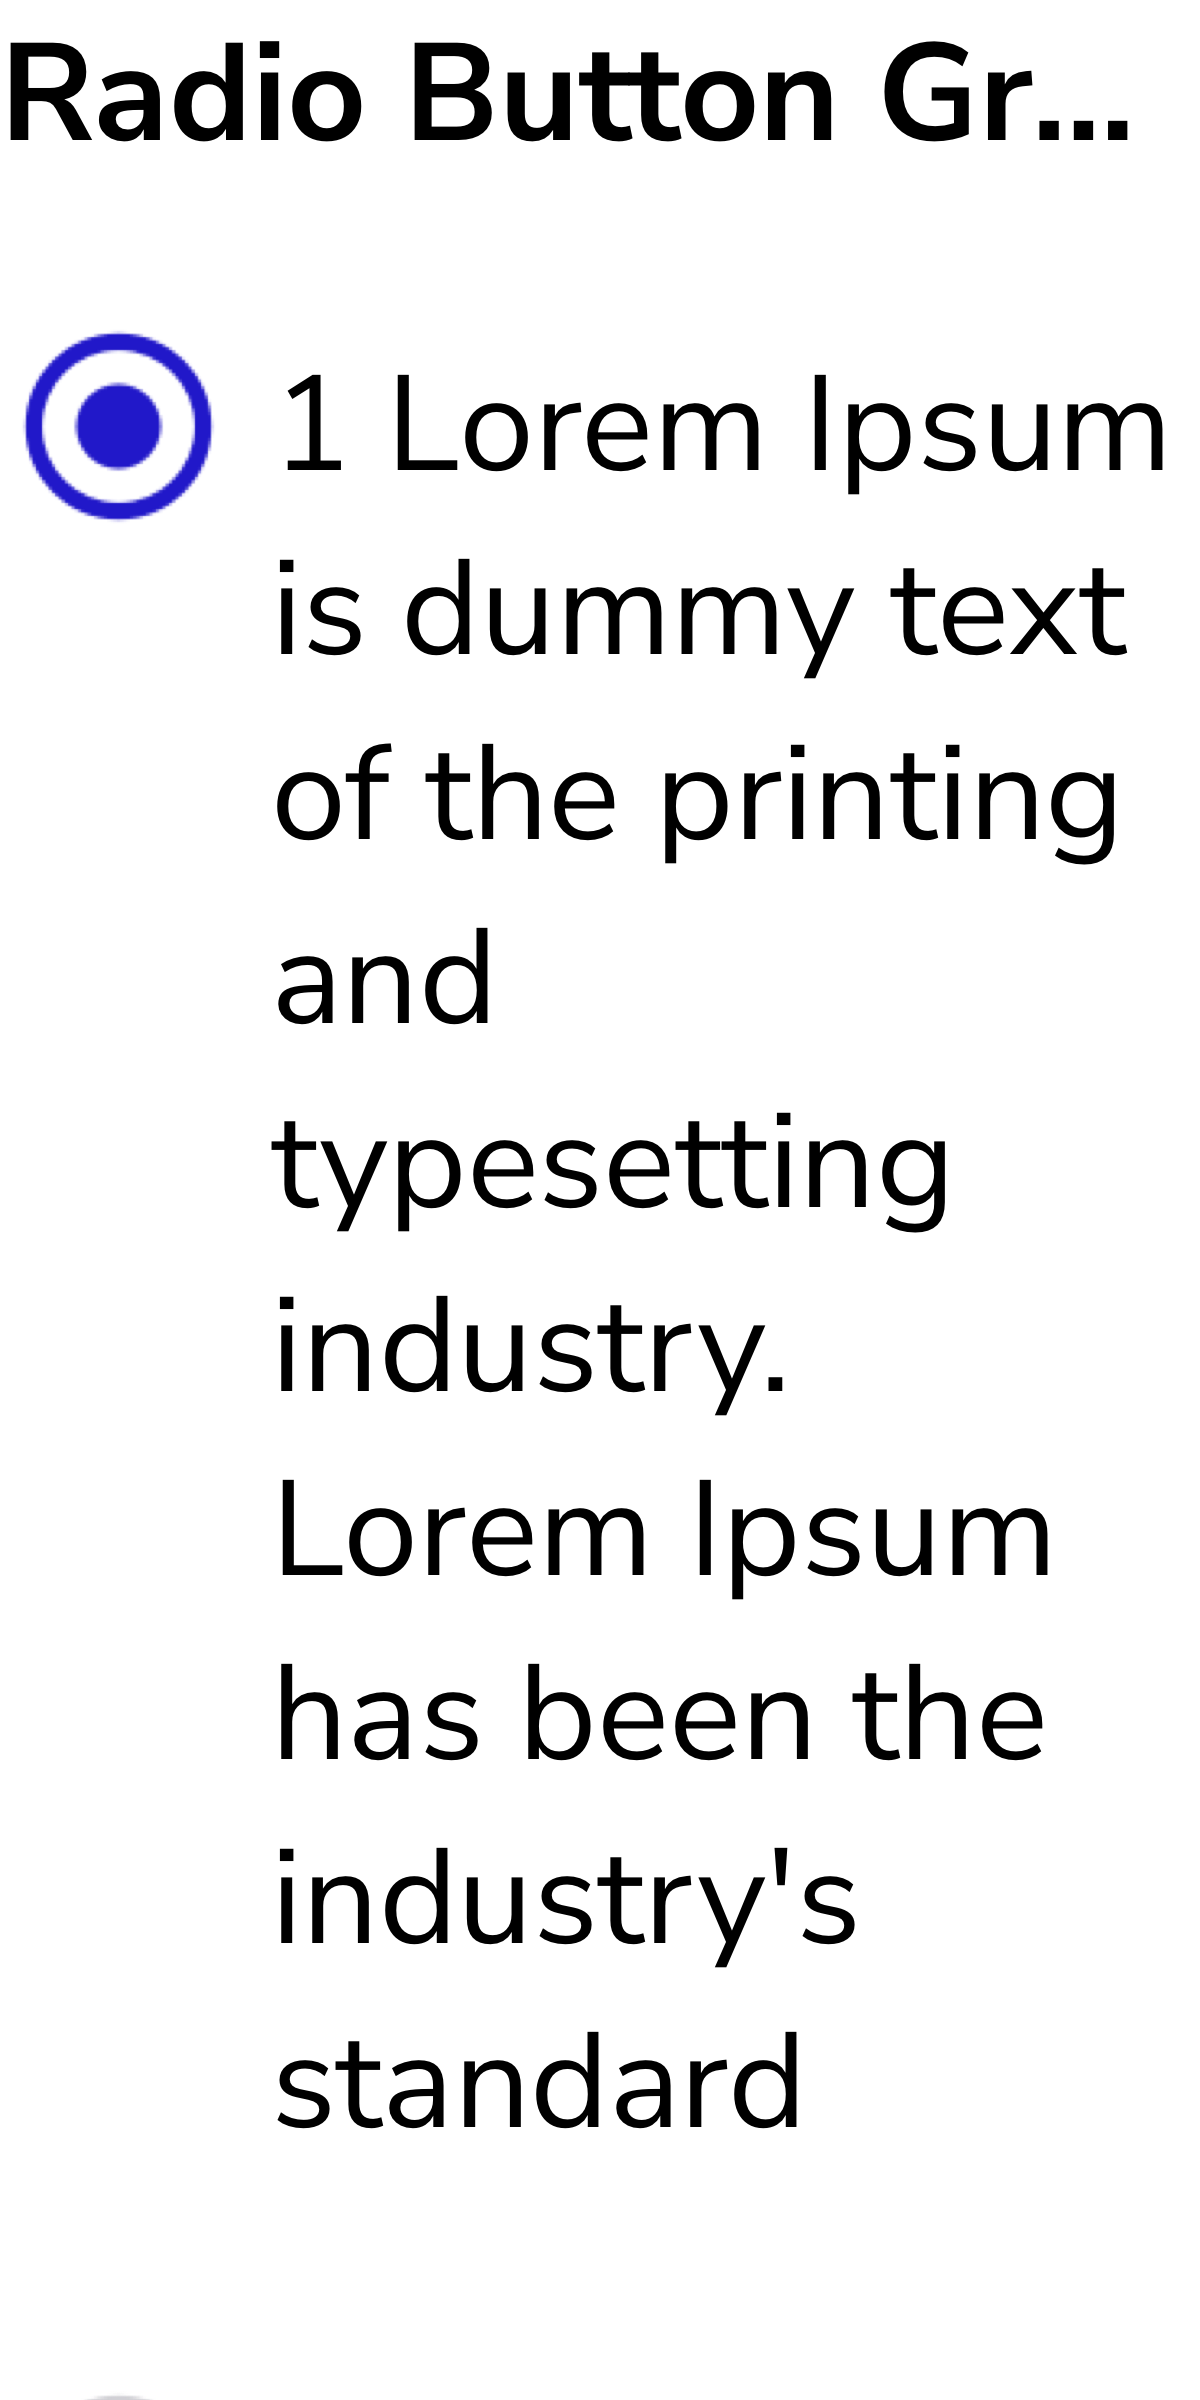 Radio Button Gr...
1 Lorem Ipsum
is dummy text
of the printing
and
typesetting
industry.
Lorem Ipsum
has been the
industry's
standard